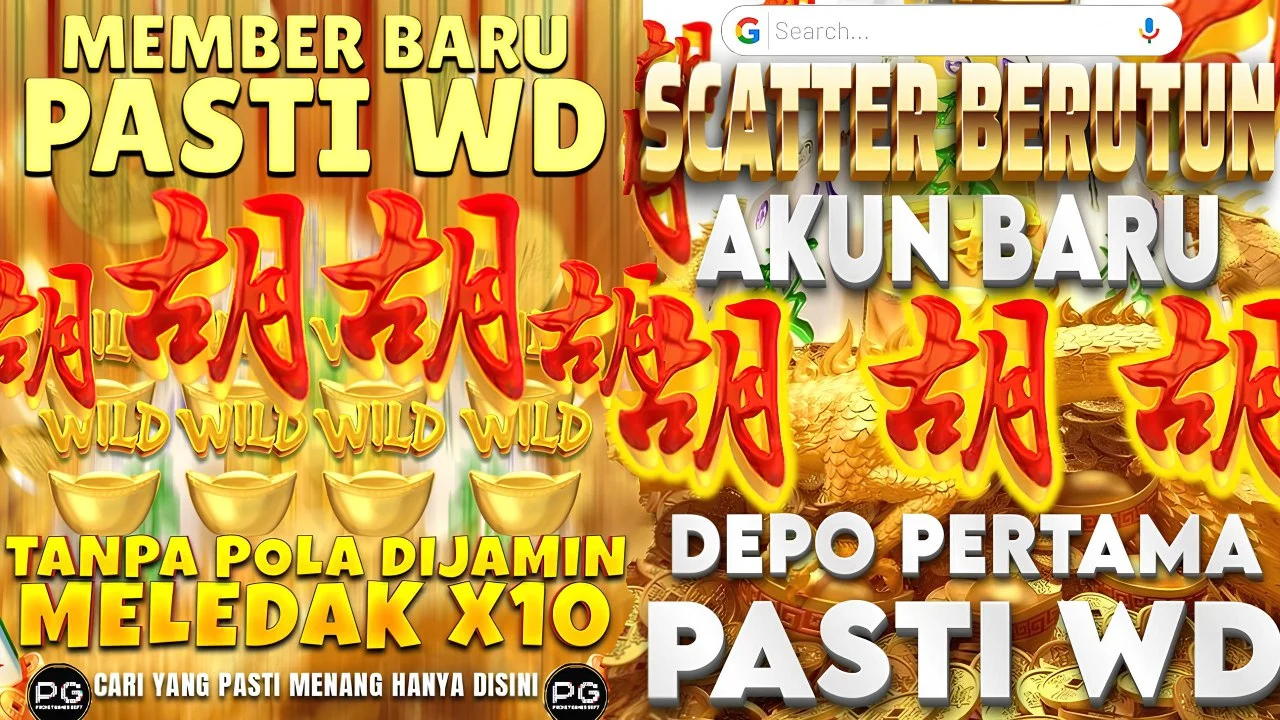 MEMBER BARU
PASTI WD
胡 胡 胡 胡
WILD WILD WILD WILD
TANPA POLA DIJAMIN
MELEDAK X10
PG CARI YANG PASTI MENANG HANYA DISINI PG
G Search...
SCATTER BERUTUN
AKUN BARU
胡 胡 胡
DEPO PERTAMA
PASTI WD